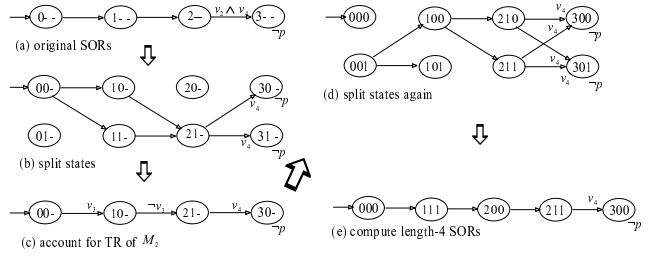 0- - 1- - 2-- v₂ ∧ v₄ 3- -
¬p
(a) original SORs
00- 10- 20- 30 -
v₄ ¬p
01- 11- 21- v₄ 31 -
¬p
(b) split states
00- v₃ 10- ¬v₃ 21- v₄ 30-
¬p
(c) account for TR of M₂
000 100 210 v₄ 300
v₄ ¬p
001 101 211 v₄ 301
v₄ ¬p
(d) split states again
000 111 200 211 v₄ 300
¬p
(e) compute length-4 SORs